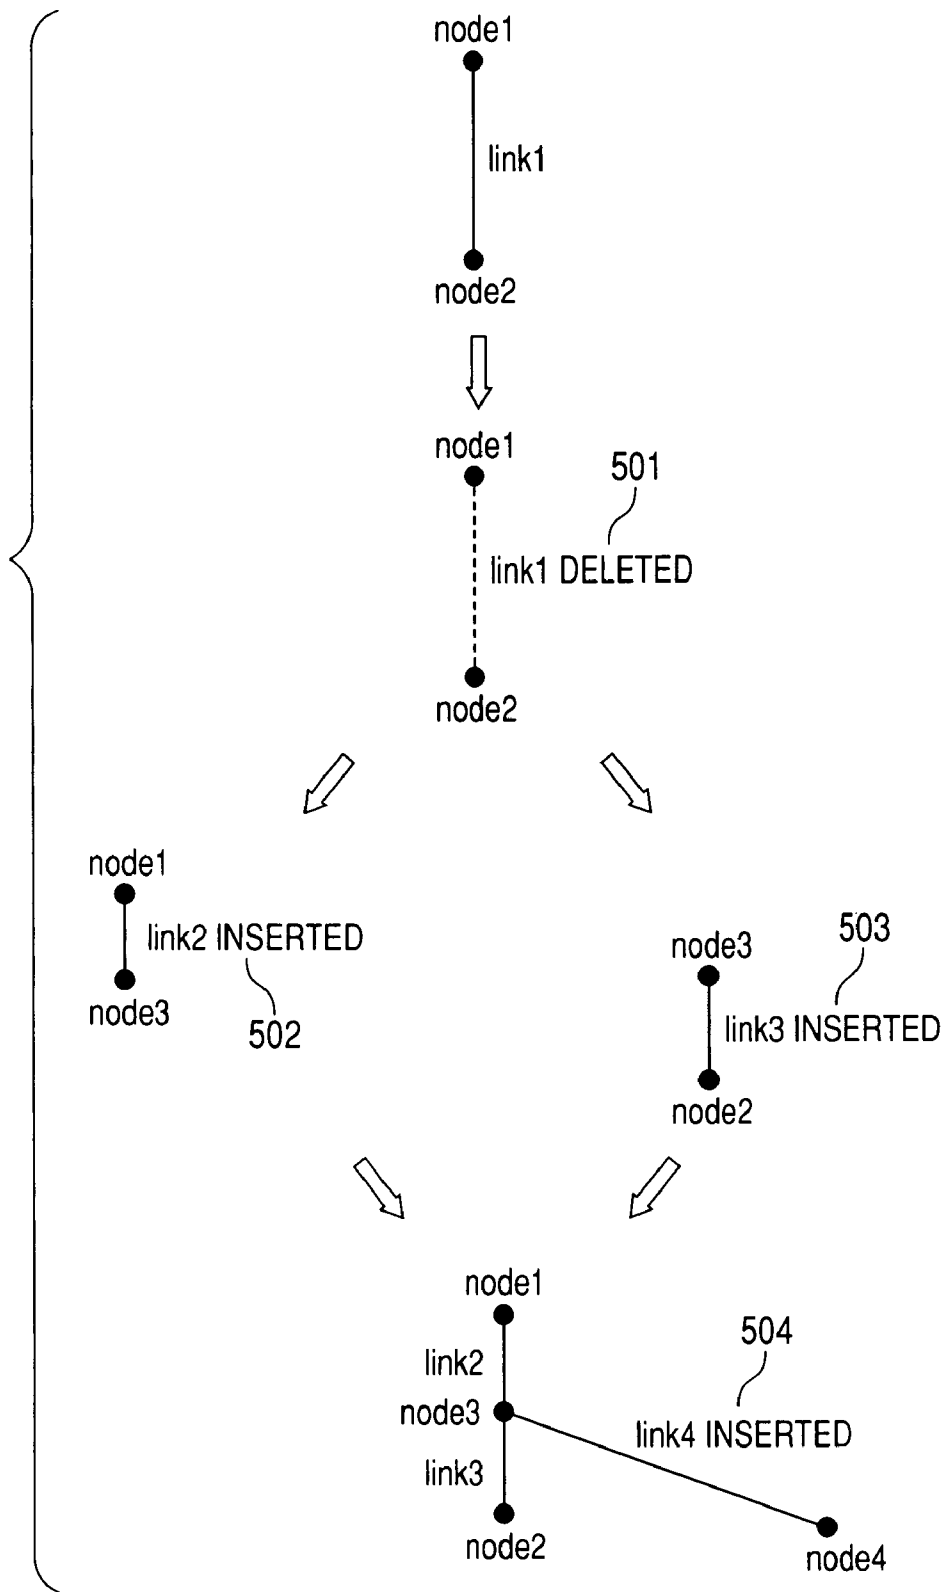 node1
link1
node2
node1
501
link1 DELETED
node2
node1
link2 INSERTED
node3
502
503
node3
link3 INSERTED
node2
node1
504
link2
node3
link4 INSERTED
link3
node2
node4